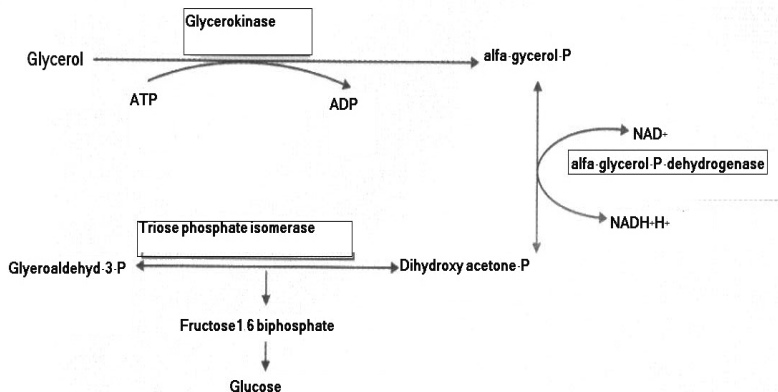 Glycerokinase
Glycerol
alfa-gycerol-P
ATP
ADP
NAD+
alfa-glycerol-P-dehydrogenase
NADH+H+
Triose phosphate isomerase
Glyeroaldehyd-3-P
Dihydroxy acetone-P
Fructose1.6 biphosphate
Glucose